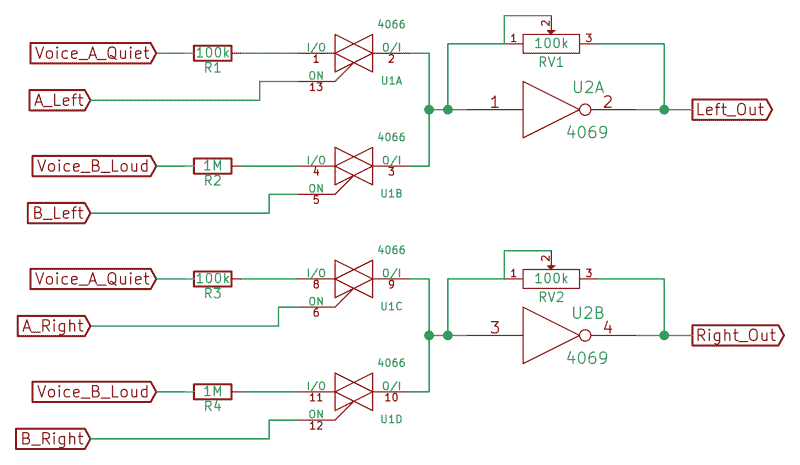 4066
Voice_A_Quiet 100k I/O O/I
R1 1 2
ON U1A
A_Left 13
2
1 100k 3
RV1
U2A
1 2 Left_Out
4069
4066
Voice_B_Loud 1M I/O O/I
R2 4 3
ON U1B
B_Left 5
4066
Voice_A_Quiet 100k I/O O/I
R3 8 9
ON U1C
A_Right 6
2
1 100k 3
RV2
U2B
3 4 Right_Out
4069
4066
Voice_B_Loud 1M I/O O/I
R4 11 10
ON U1D
B_Right 12